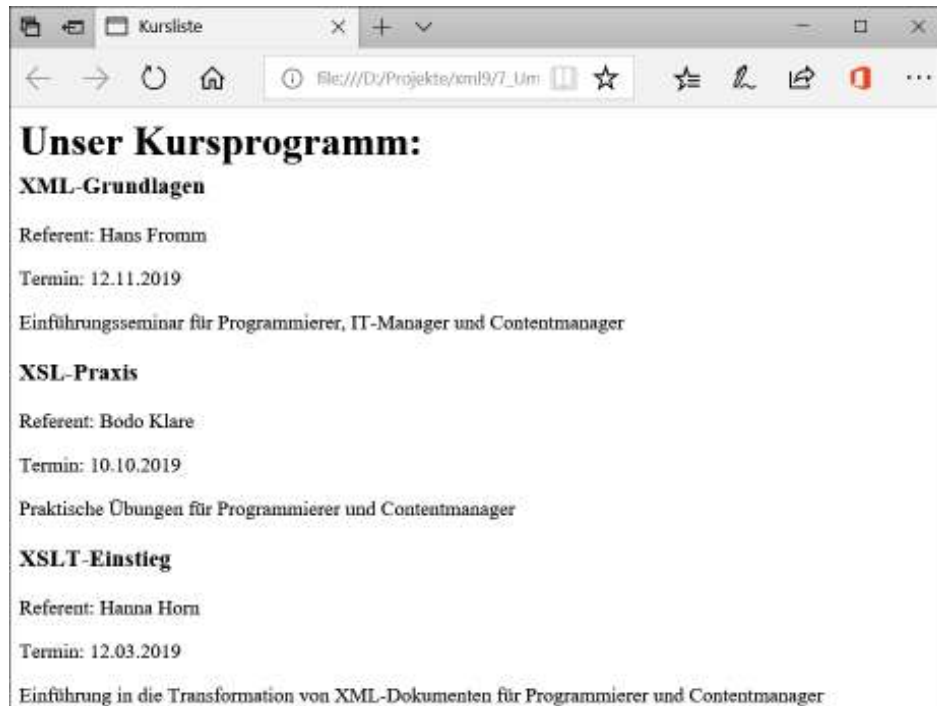 Kursliste
file:///D:/Projekte/xml9/7_Um
Unser Kursprogramm:
XML-Grundlagen
Referent: Hans Fromm
Termin: 12.11.2019
Einführungsseminar für Programmierer, IT-Manager und Contentmanager
XSL-Praxis
Referent: Bodo Klare
Termin: 10.10.2019
Praktische Übungen für Programmierer und Contentmanager
XSLT-Einstieg
Referent: Hanna Horn
Termin: 12.03.2019
Einführung in die Transformation von XML-Dokumenten für Programmierer und Contentmanager